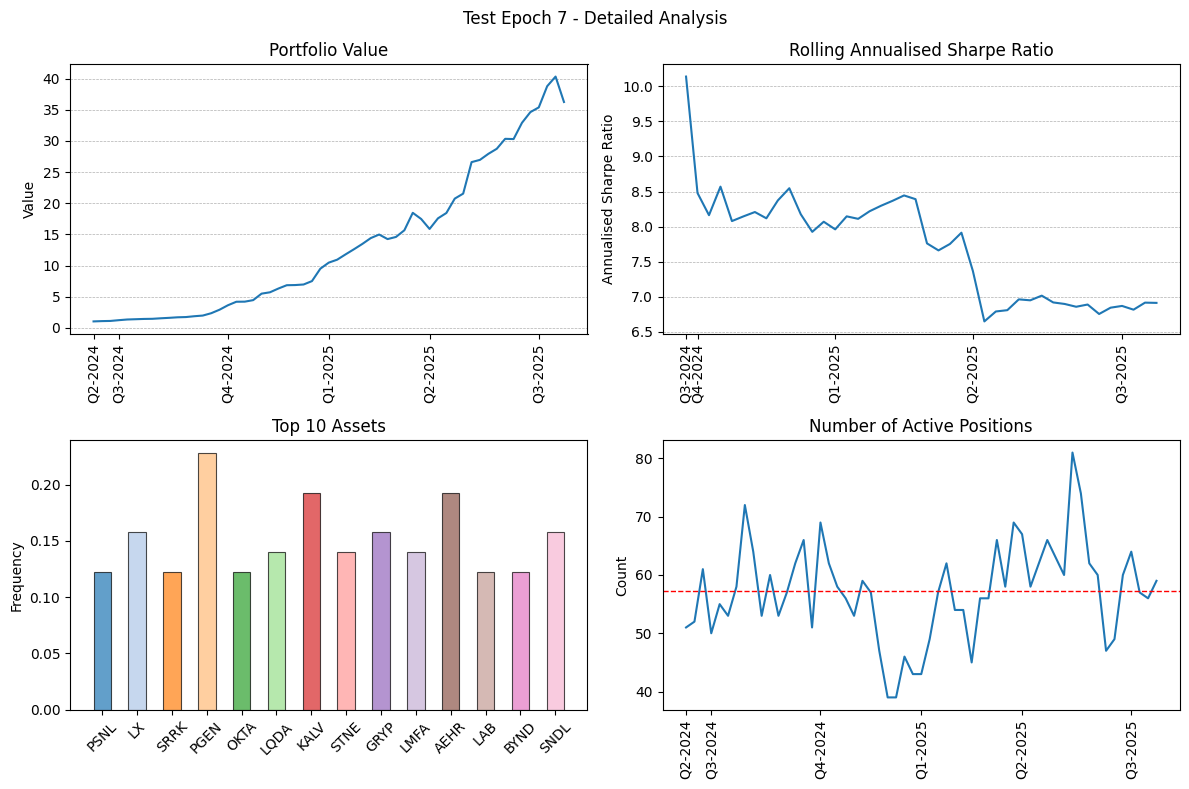 Test Epoch 7 - Detailed Analysis
Portfolio Value
Value
40
35
30
25
20
15
10
5
0
Q2-2024
Q3-2024
Q4-2024
Q1-2025
Q2-2025
Q3-2025
Rolling Annualised Sharpe Ratio
Annualised Sharpe Ratio
10.0
9.5
9.0
8.5
8.0
7.5
7.0
6.5
Q3-2024
Q4-2024
Q1-2025
Q2-2025
Q3-2025
Top 10 Assets
Frequency
0.20
0.15
0.10
0.05
0.00
PSNL
LX
SRRK
PGEN
OKTA
LQDA
KALV
STNE
GRYP
LMFA
AEHR
LAB
BYND
SNDL
Number of Active Positions
Count
80
70
60
50
40
Q2-2024
Q3-2024
Q4-2024
Q1-2025
Q2-2025
Q3-2025